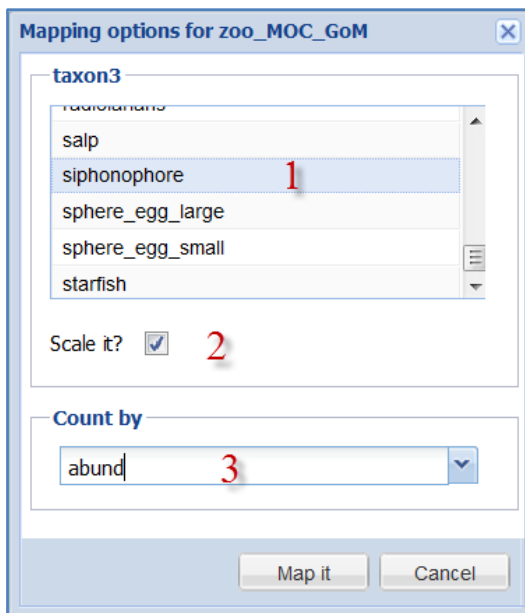 Mapping options for zoo_MOC_GoM
taxon3
radiolarians
salp
siphonophore 1
sphere_egg_large
sphere_egg_small
starfish
Scale it? 2
Count by
abund 3
Map it Cancel